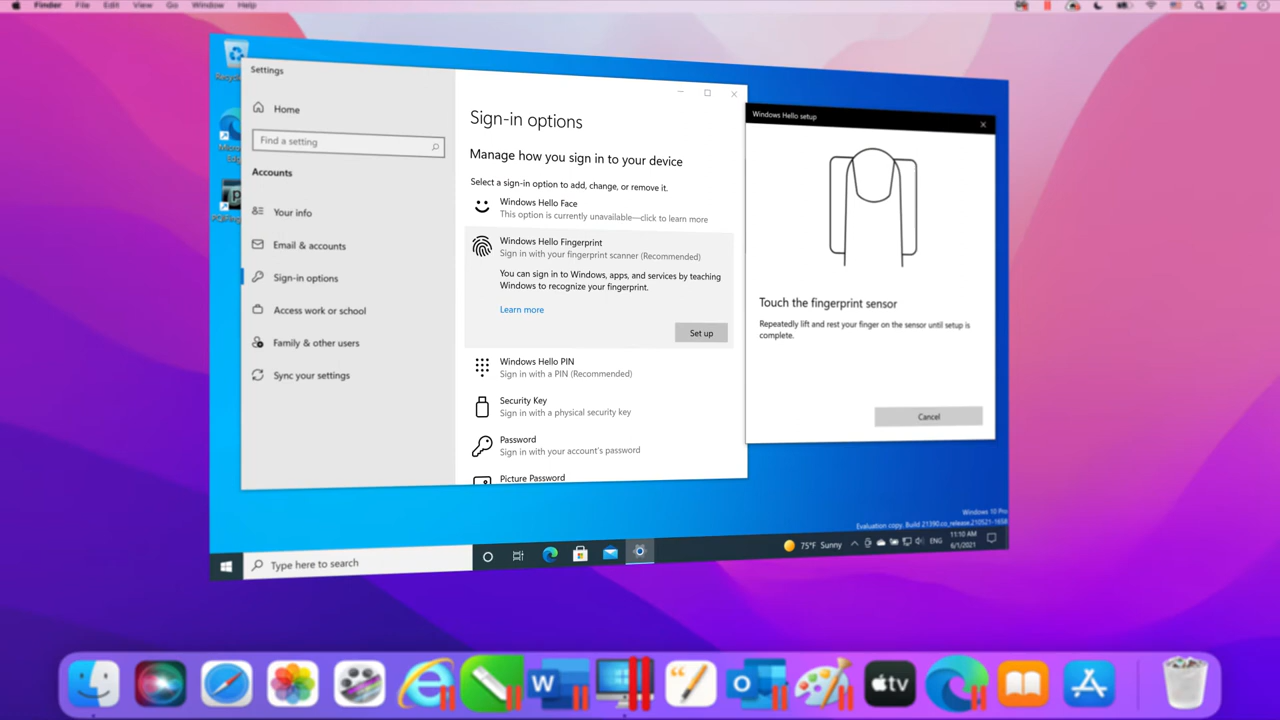 Finder File Edit View Go Window Help
Settings
Home
Find a setting
Accounts
Your info
Email & accounts
Sign-in options
Access work or school
Family & other users
Sync your settings
Sign-in options
Manage how you sign in to your device
Select a sign-in option to add, change, or remove it.
Windows Hello Face
This option is currently unavailable—click to learn more
Windows Hello Fingerprint
Sign in with your fingerprint scanner (Recommended)
You can sign in to Windows, apps, and services by teaching
Windows to recognize your fingerprint.
Learn more
Set up
Windows Hello PIN
Sign in with a PIN (Recommended)
Security Key
Sign in with a physical security key
Password
Sign in with your account's password
Picture Password
Windows Hello setup
Touch the fingerprint sensor
Repeatedly lift and rest your finger on the sensor until setup is
complete.
Cancel
Windows 10 Pro
Evaluation copy. Build 21390.co_release.210521-1658
Type here to search
75°F Sunny
ENG
11:10 AM
6/1/2021
W
O
tv